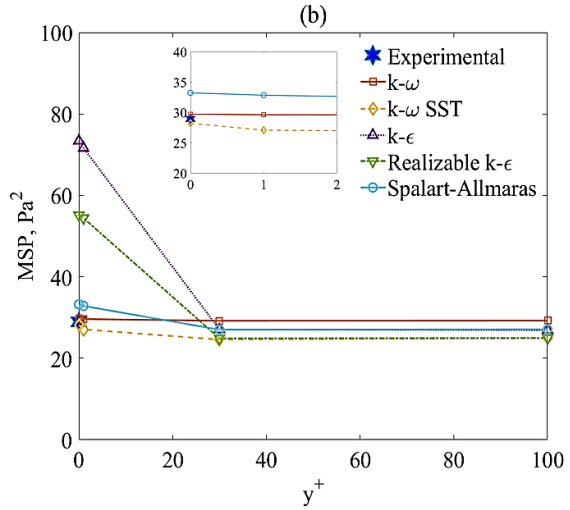 (b)
MSP, Pa²
100
80
60
40
20
0
0
20
40
60
80
100
y⁺
40
35
30
25
20
0
1
2
Experimental
k-ω
k-ω SST
k-ϵ
Realizable k-ϵ
Spalart-Allmaras